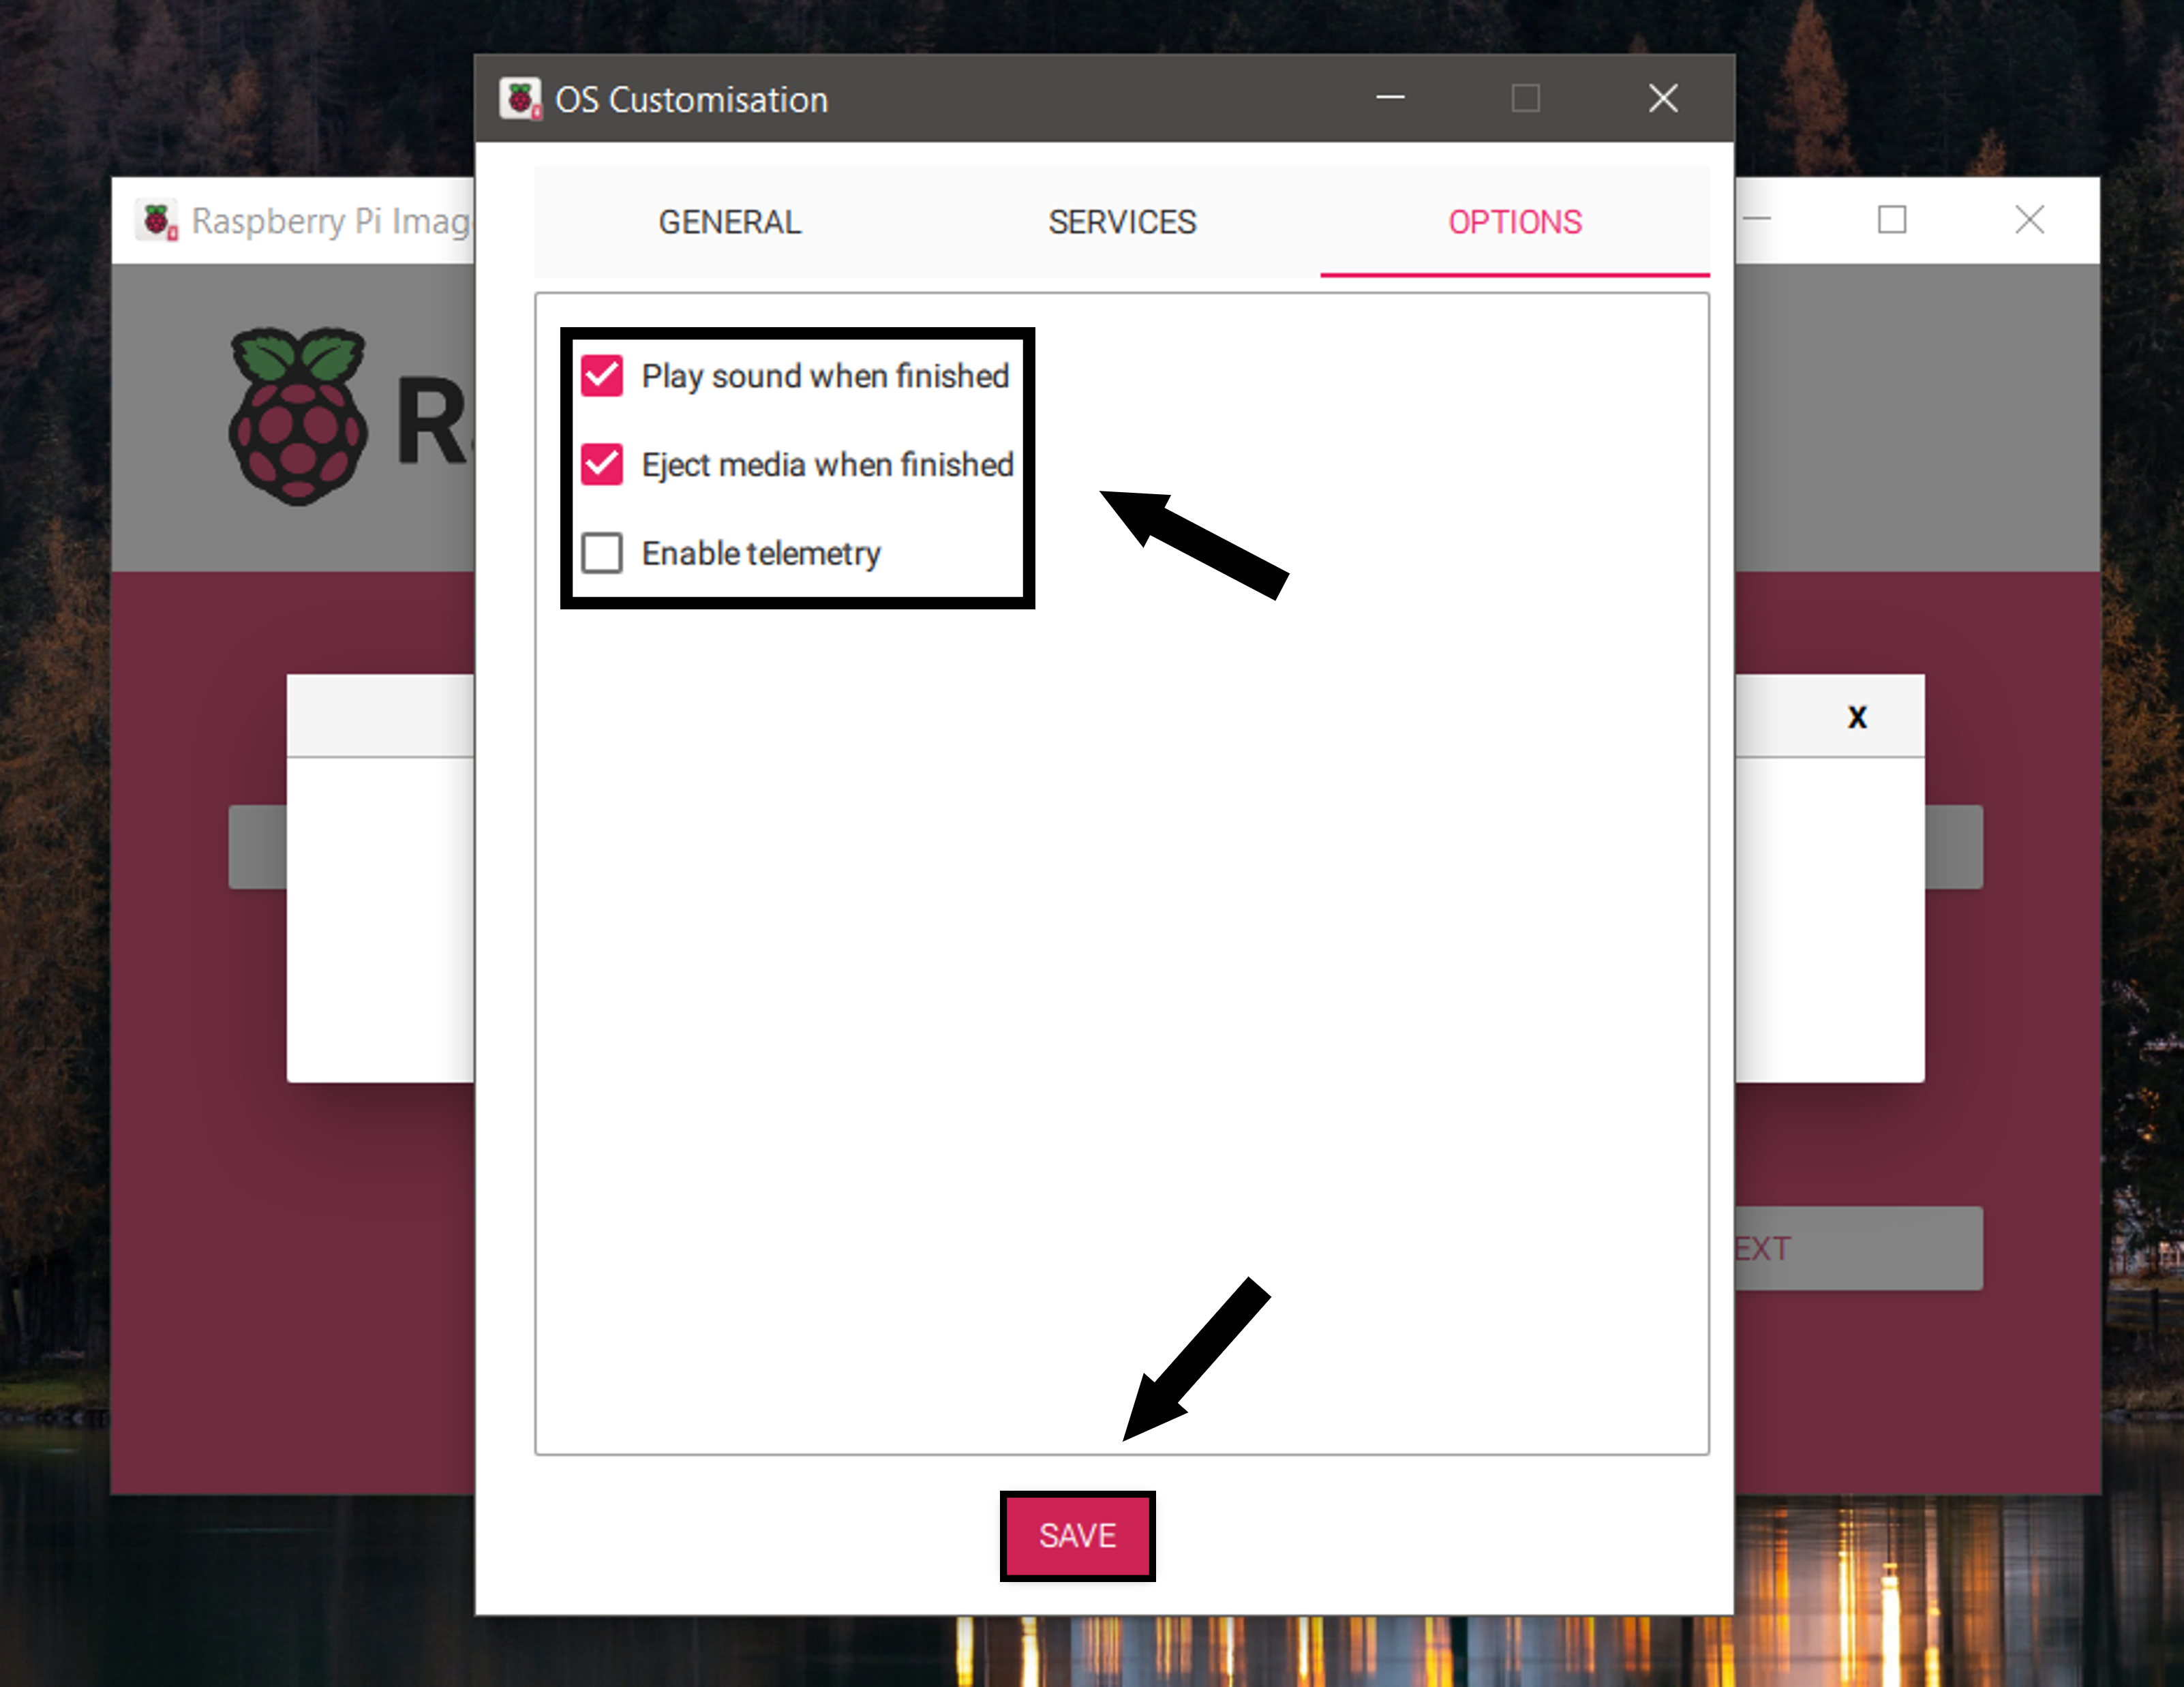 OS Customisation
Raspberry Pi Imag
GENERAL
SERVICES
OPTIONS
Play sound when finished
Eject media when finished
Enable telemetry
R
x
EXT
SAVE